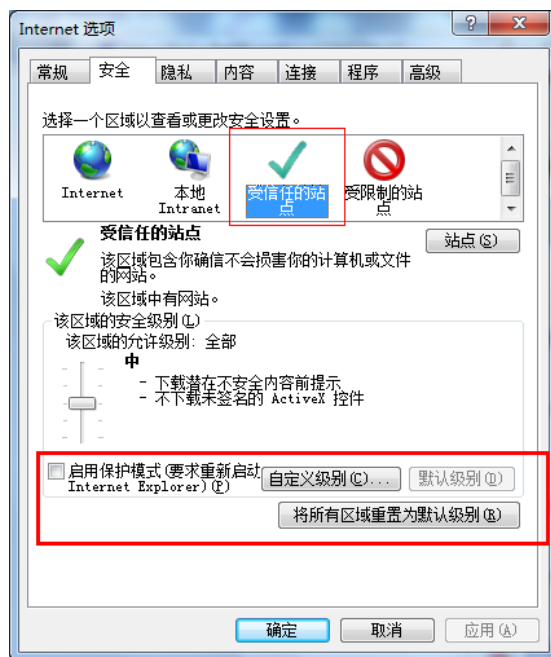 Internet 选项
常规 安全 隐私 内容 连接 程序 高级
选择一个区域以查看或更改安全设置。
Internet 本地 Intranet 受信任的站点 受限制的站点
受信任的站点
站点(S)
该区域包含你确信不会损害你的计算机或文件
的网站。
该区域中有网站。
该区域的安全级别(L)
该区域的允许级别: 全部
中
- 下载潜在不安全内容前提示
- 不下载未签名的 ActiveX 控件
启用保护模式(要求重新启动
Internet Explorer)(P)
自定义级别(C)... 默认级别(D)
将所有区域重置为默认级别(R)
确定 取消 应用(A)